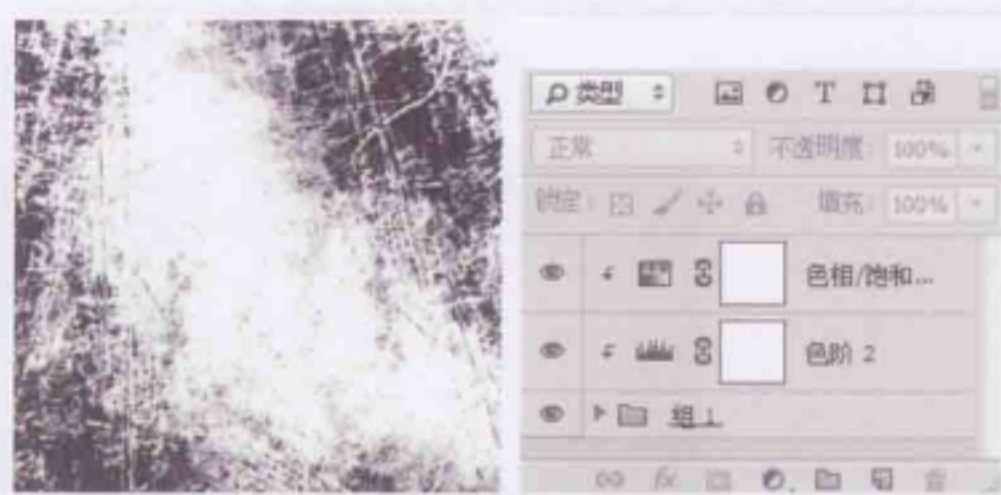 类型 T
正常 不透明度: 100%
锁定: 填充: 100%
色相/饱和...
色阶 2
组 1
fx